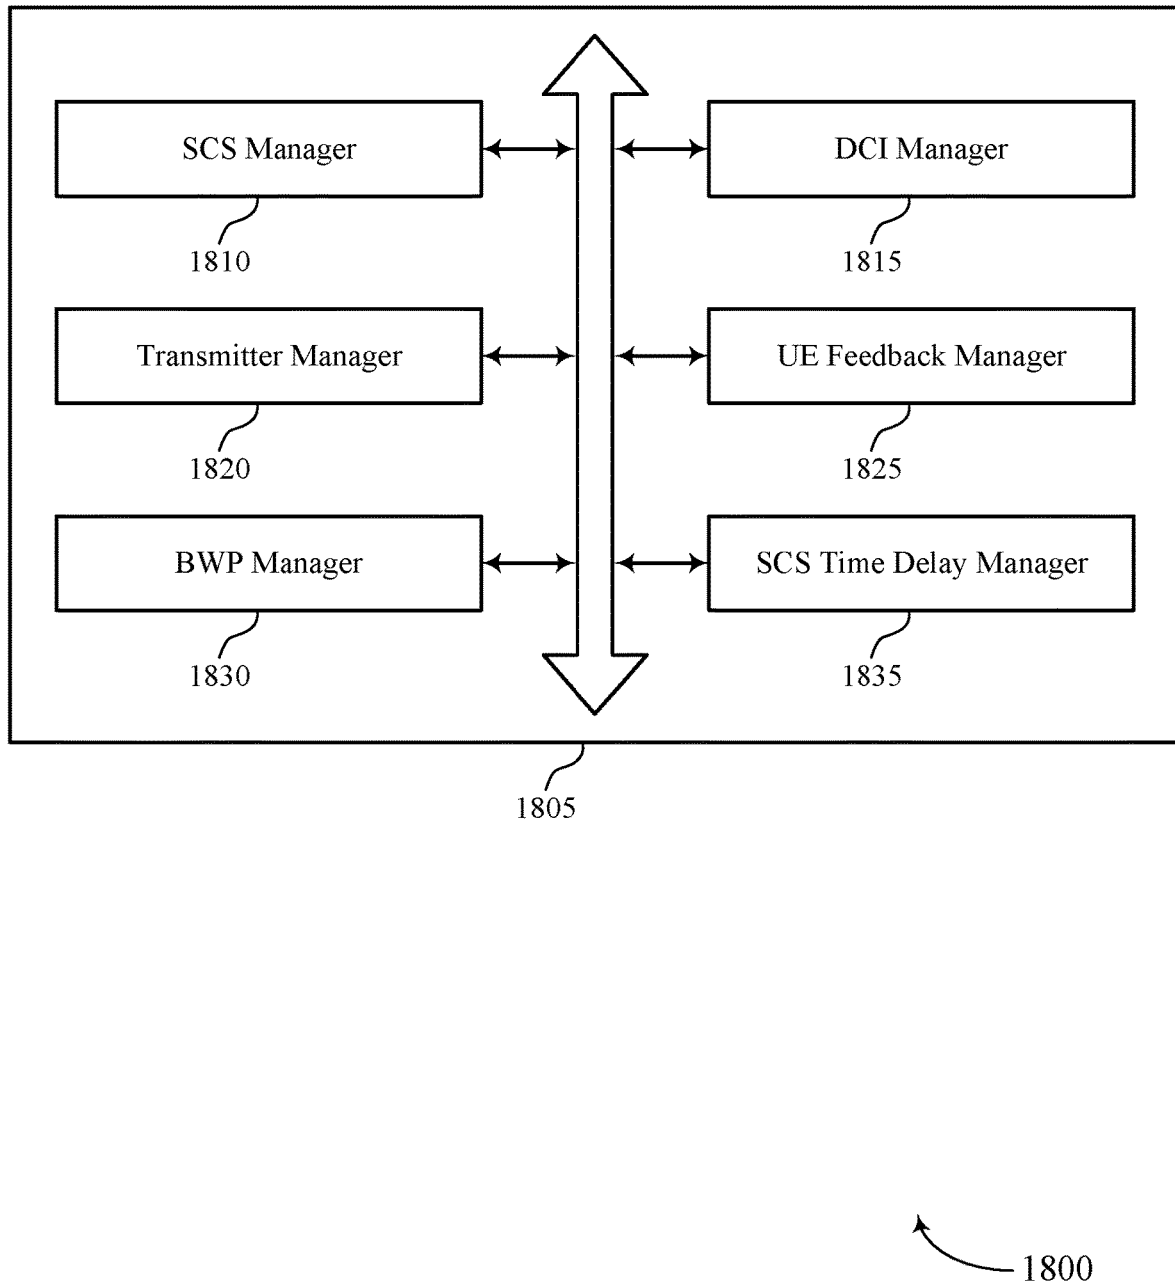 SCS Manager
DCI Manager
1810
1815
Transmitter Manager
UE Feedback Manager
1820
1825
BWP Manager
SCS Time Delay Manager
1830
1835
1805
1800